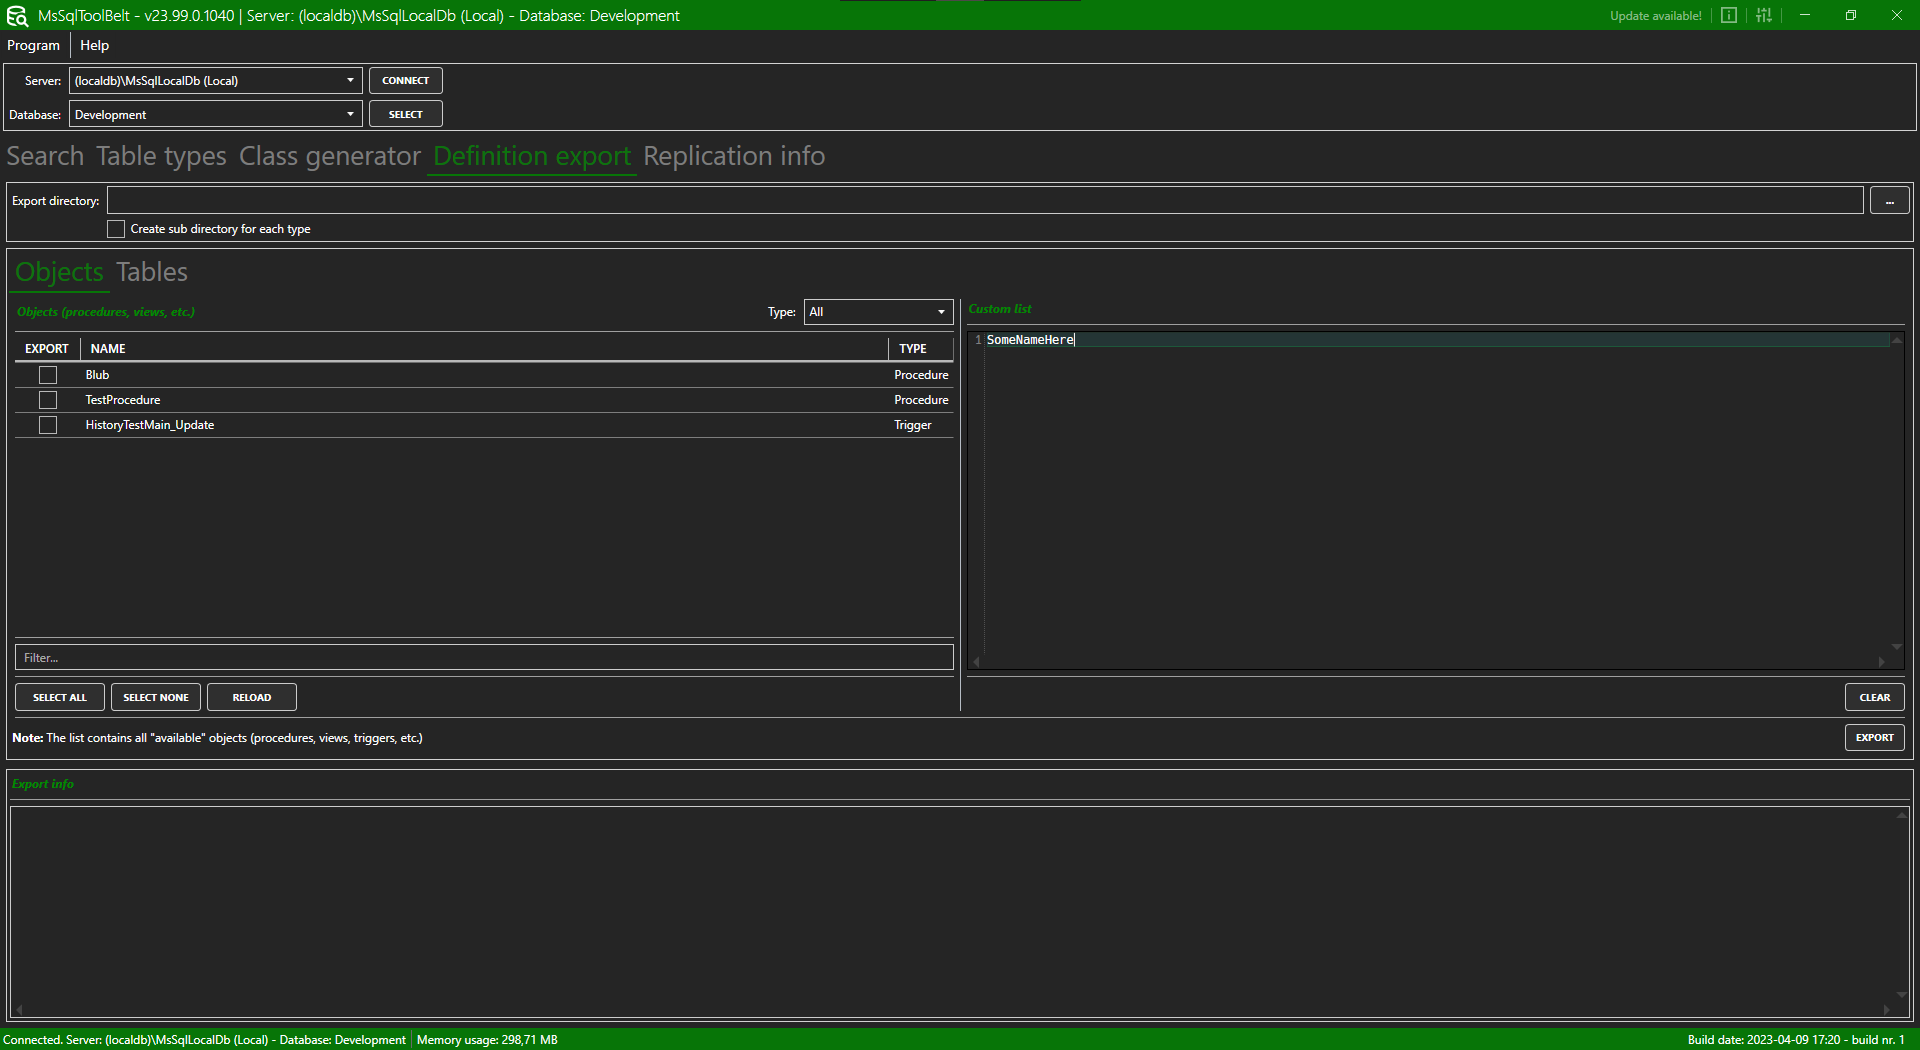 MsSqlToolBelt - v23.99.0.1040 | Server: (localdb)\MsSqlLocalDb (Local) - Database: Development
Update available!
Program Help
Server: (localdb)\MsSqlLocalDb (Local) CONNECT
Database: Development SELECT
Search Table types Class generator Definition export Replication info
Export directory: ...
Create sub directory for each type
Objects Tables
Objects (procedures, views, etc.) Type: All
EXPORT NAME TYPE
Blub Procedure
TestProcedure Procedure
HistoryTestMain_Update Trigger
Filter...
SELECT ALL SELECT NONE RELOAD
Custom list
1 SomeNameHere
CLEAR
Note: The list contains all "available" objects (procedures, views, triggers, etc.)
EXPORT
Export info
Connected. Server: (localdb)\MsSqlLocalDb (Local) - Database: Development Memory usage: 298,71 MB
Build date: 2023-04-09 17:20 - build nr. 1